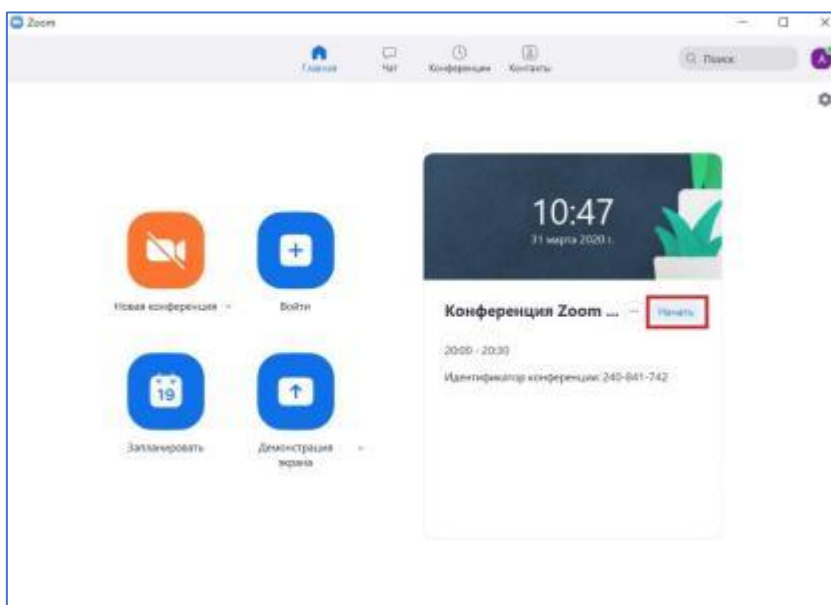 Zoom
Главная
Чат
Конференции
Контакты
Поиск
A
10:47
31 марта 2020 г.
Новая конференция
Войти
Конференция Zoom ...
Начать
20:00 - 20:30
Идентификатор конференции: 240-841-742
19
Запланировать
Демонстрация
экрана